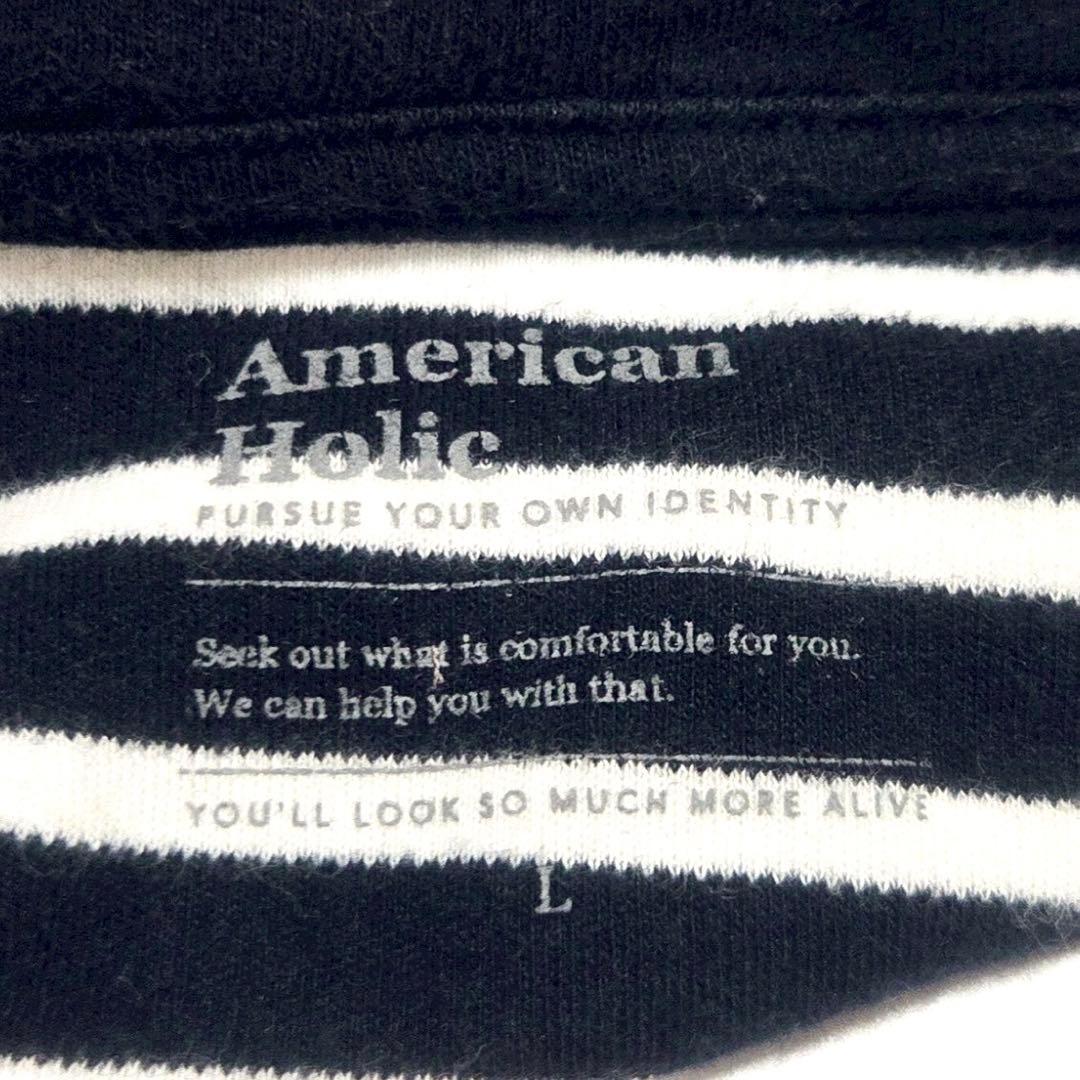 American
Holic
PURSUE YOUR OWN IDENTITY
Seek out what is comfortable for you.
We can help you with that.
YOU'LL LOOK SO MUCH MORE ALIVE
L